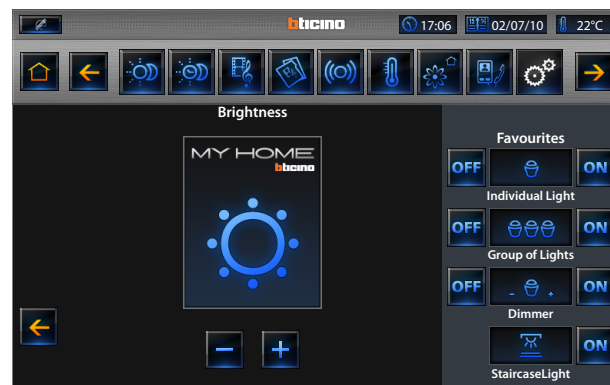 bticino
17:06
02/07/10
22°C
Brightness
MY HOME
bticino
Favourites
OFF
ON
Individual Light
OFF
ON
Group of Lights
OFF
- +
ON
Dimmer
ON
StaircaseLight
- +